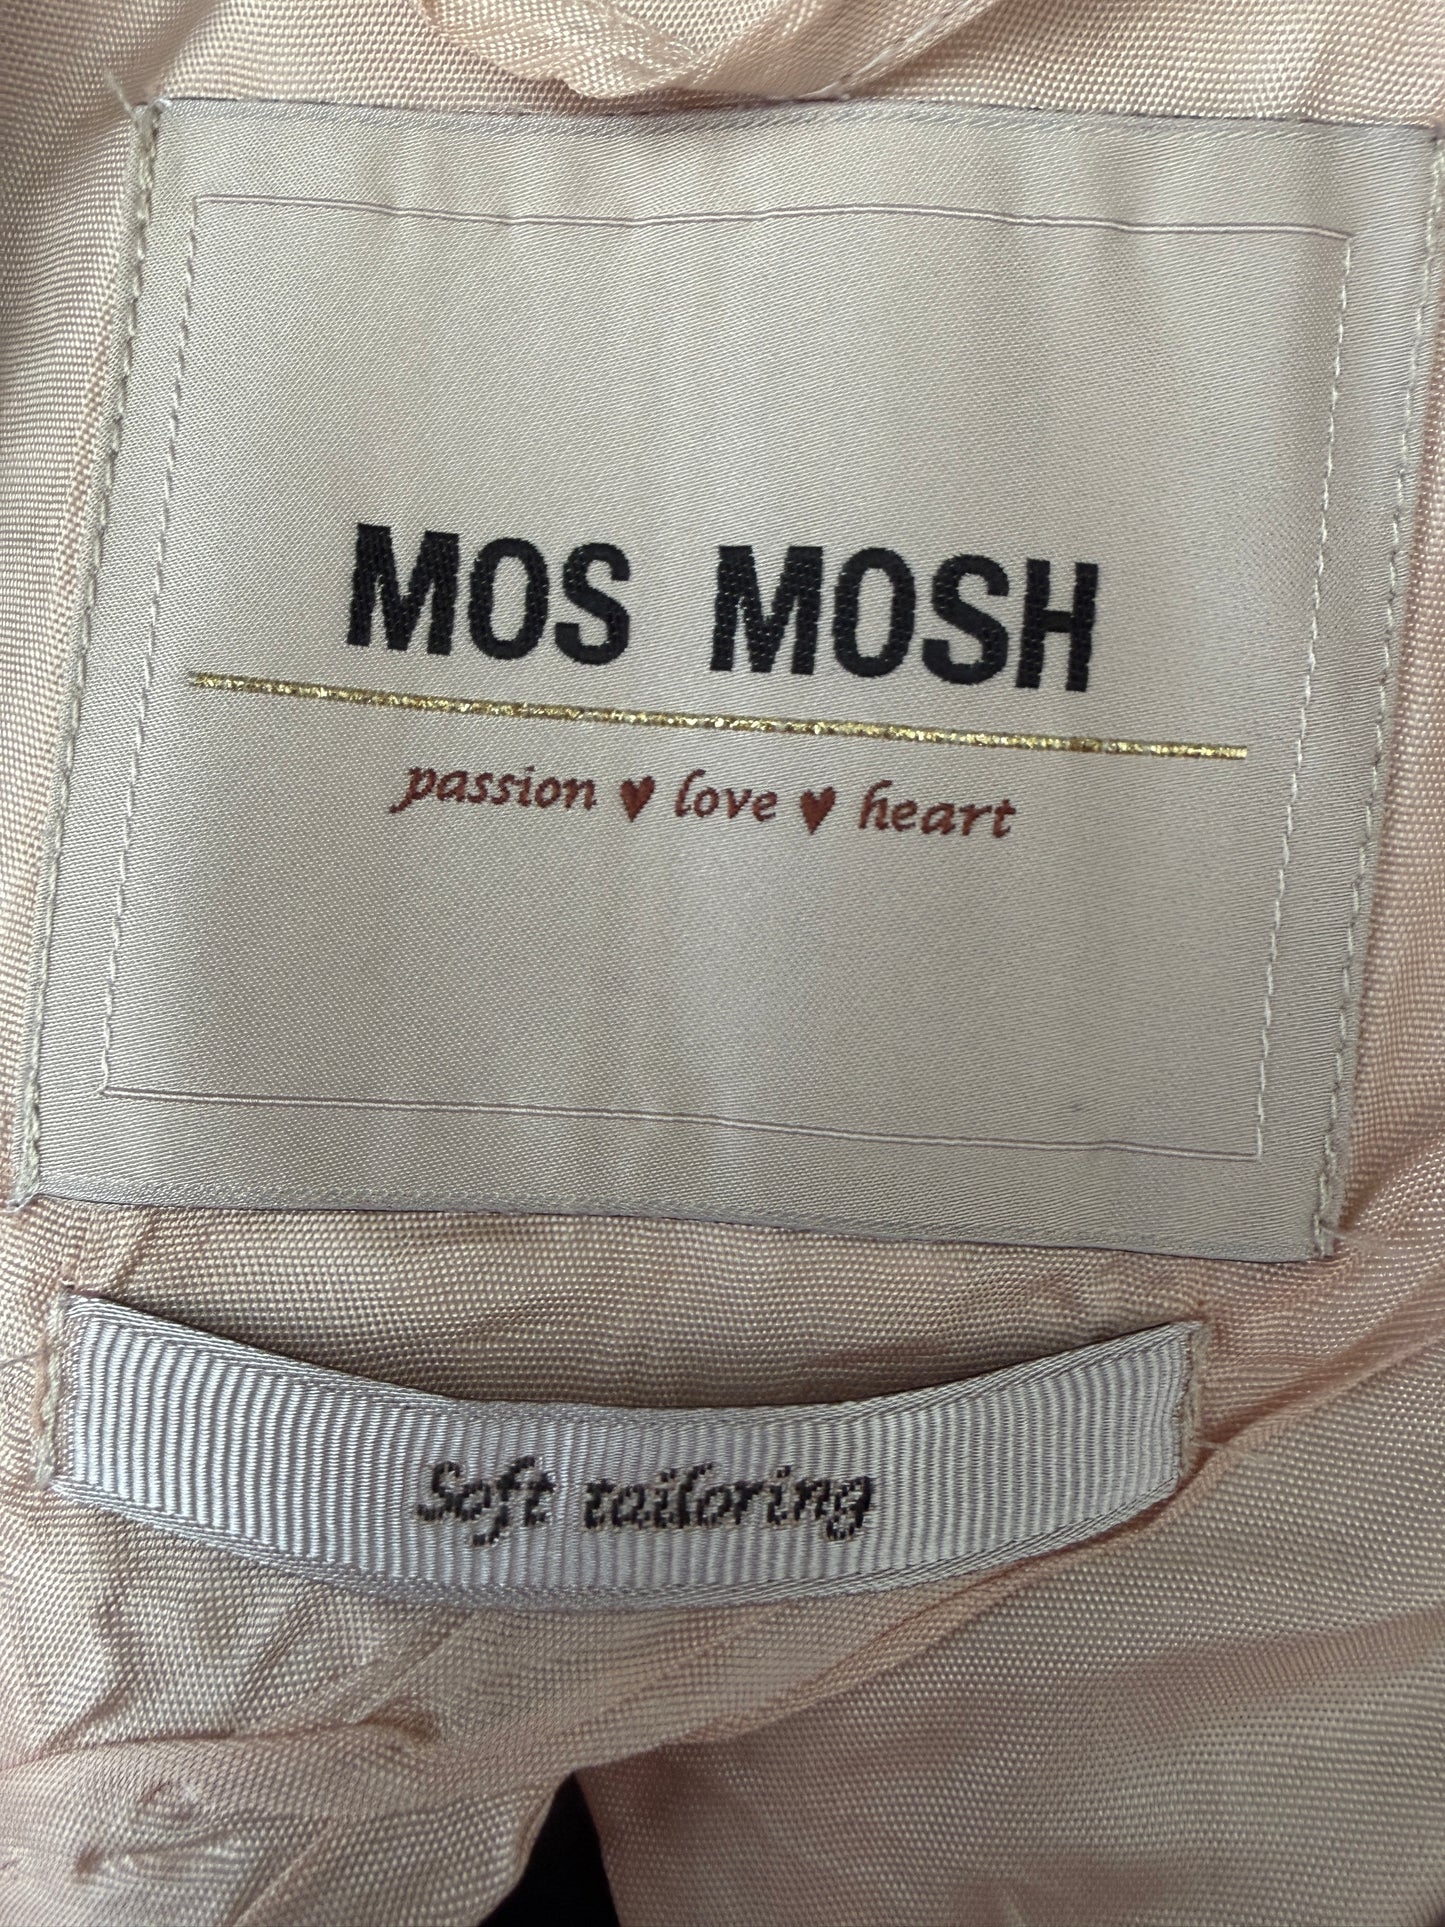 MOS MOSH
passion ♥ love ♥ heart
Soft tailoring